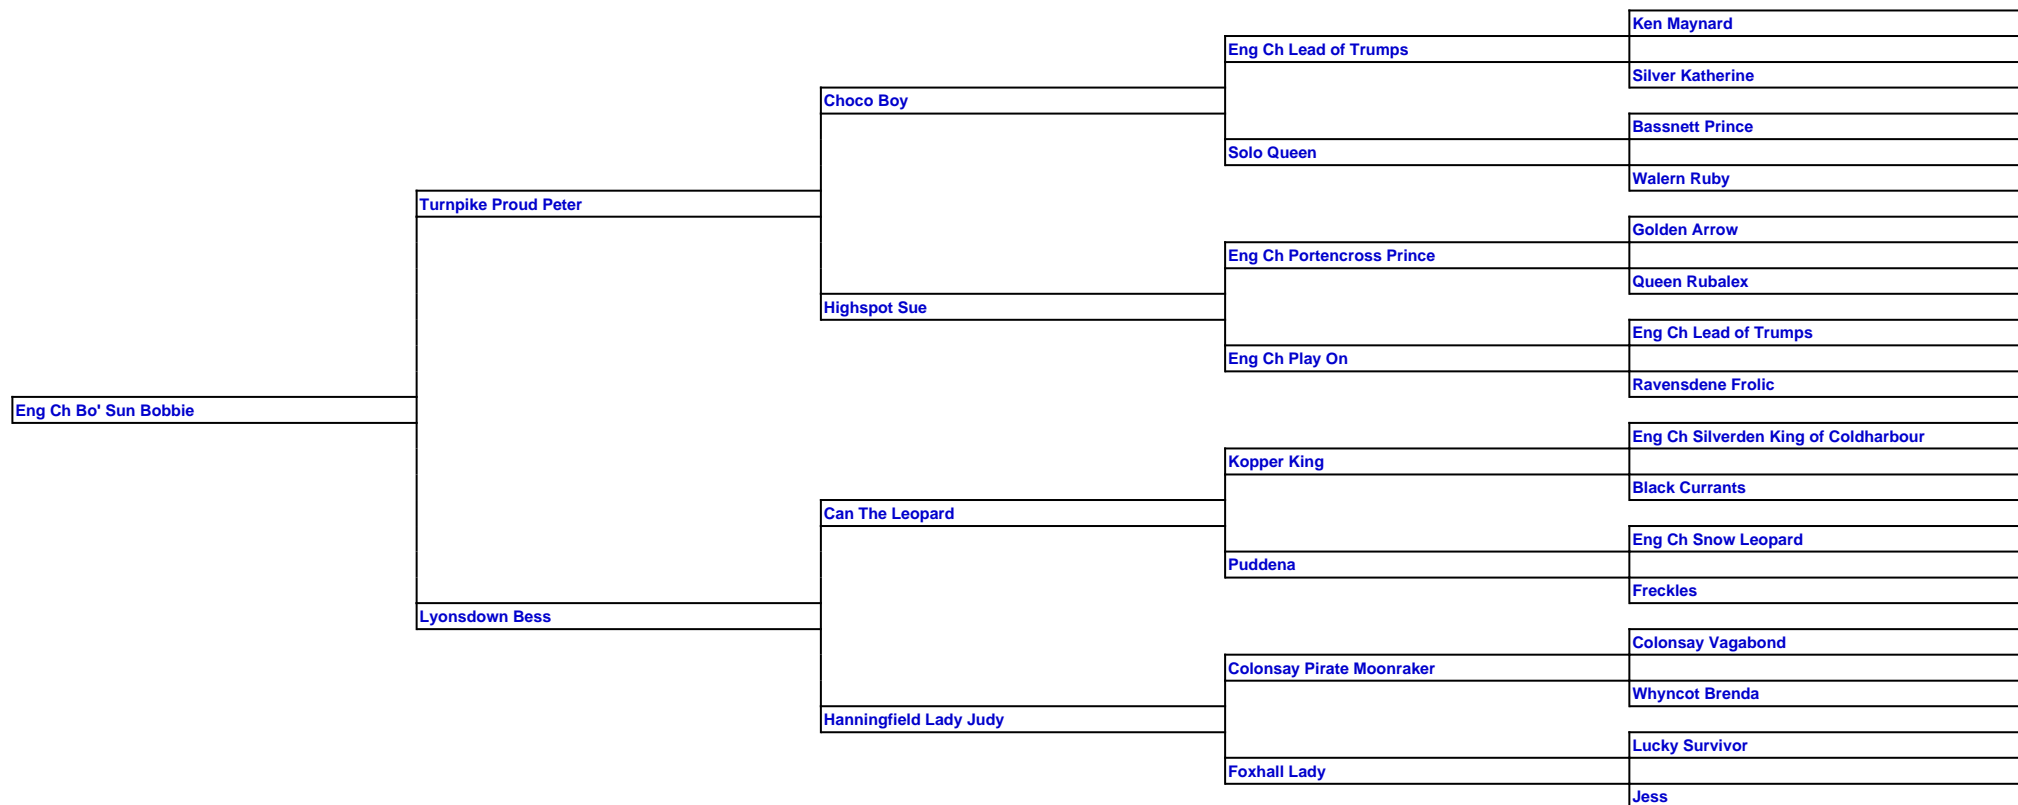 Ken Maynard
Eng Ch Lead of Trumps
Silver Katherine
Choco Boy
Bassnett Prince
Solo Queen
Walern Ruby
Turnpike Proud Peter
Golden Arrow
Eng Ch Portencross Prince
Queen Rubalex
Highspot Sue
Eng Ch Lead of Trumps
Eng Ch Play On
Ravensdene Frolic
Eng Ch Bo' Sun Bobbie
Eng Ch Silverden King of Coldharbour
Kopper King
Black Currants
Can The Leopard
Eng Ch Snow Leopard
Puddena
Freckles
Lyonsdown Bess
Colonsay Vagabond
Colonsay Pirate Moonraker
Whyncot Brenda
Hanningfield Lady Judy
Lucky Survivor
Foxhall Lady
Jess